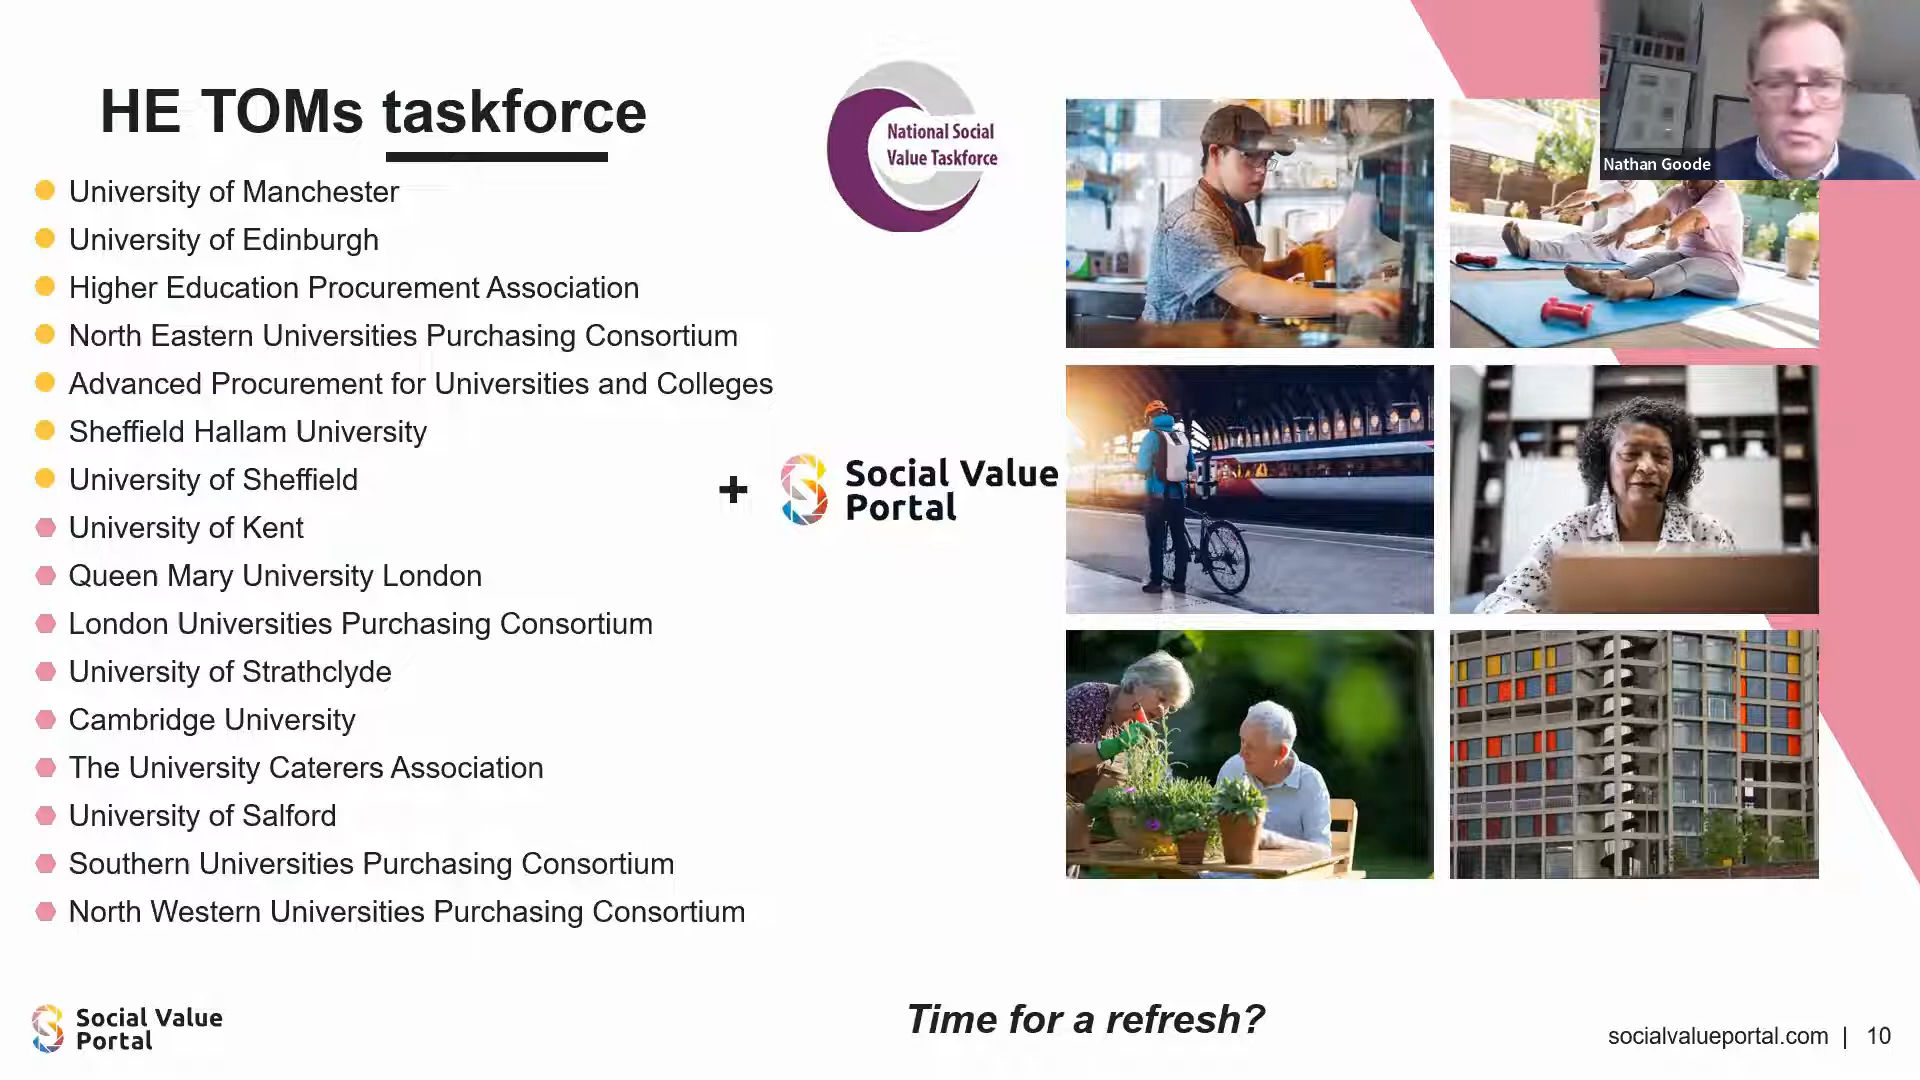 HE TOMs taskforce
National Social
Value Taskforce
Nathan Goode
University of Manchester
University of Edinburgh
Higher Education Procurement Association
North Eastern Universities Purchasing Consortium
Advanced Procurement for Universities and Colleges
Sheffield Hallam University
University of Sheffield
University of Kent
Queen Mary University London
London Universities Purchasing Consortium
University of Strathclyde
Cambridge University
The University Caterers Association
University of Salford
Southern Universities Purchasing Consortium
North Western Universities Purchasing Consortium
+
Social Value
Portal
Social Value
Portal
Time for a refresh?
socialvalueportal.com | 10